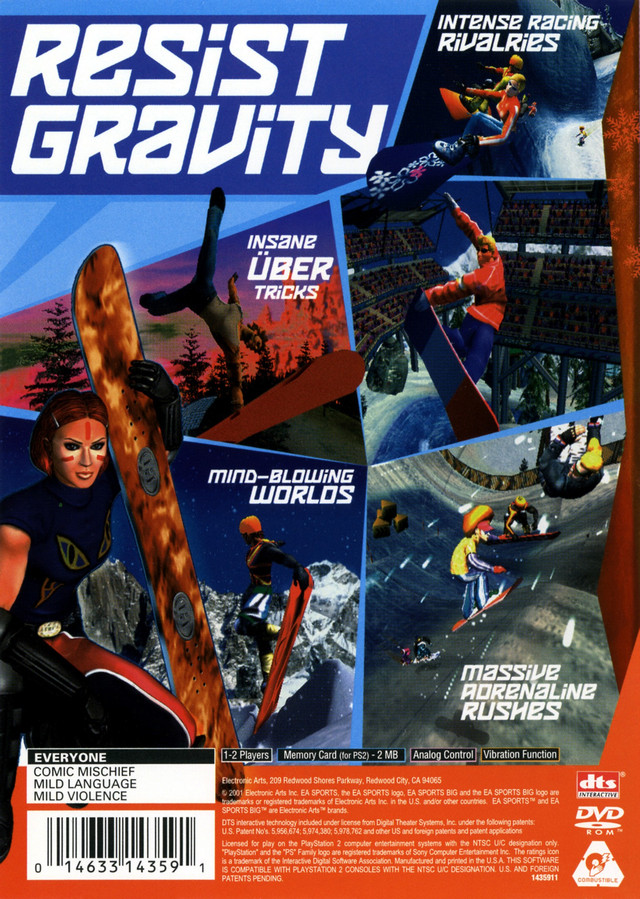 RESIST
GRAVITY
INTENSE RACING
RIVALRIES
INSANE
ÜBER
TRICKS
MIND-BLOWING
WORLDS
MASSIVE
ADRENALINE
RUSHES
EVERYONE
COMIC MISCHIEF
MILD LANGUAGE
MILD VIOLENCE
0 14633 14359 1
1-2 Players
Memory Card (for PS2) - 2 MB
Analog Control
Vibration Function
Electronic Arts, 209 Redwood Shores Parkway, Redwood City, CA 94065
© 2001 Electronic Arts Inc. EA SPORTS, the EA SPORTS logo, EA SPORTS BIG and the EA SPORTS BIG logo are
trademarks or registered trademarks of Electronic Arts Inc. in the U.S. and/or other countries. EA SPORTS™ and EA
SPORTS BIG™ are Electronic Arts™ brands.
DTS Interactive technology included under license from Digital Theater Systems, Inc. under the following patents:
U.S. Patent No's. 5,956,674; 5,974,380; 5,978,762 and other US and foreign patents and patent applications
Licensed for play on the PlayStation 2 computer entertainment systems with the NTSC U/C designation only.
"PlayStation" and the "PS" Family logo are registered trademarks of Sony Computer Entertainment Inc. The ratings icon
is a trademark of the Interactive Digital Software Association. Manufactured and printed in the U.S.A. THIS SOFTWARE
IS COMPATIBLE WITH PLAYSTATION 2 CONSOLES WITH THE NTSC U/C DESIGNATION. U.S. AND FOREIGN
PATENTS PENDING.
1435911
dts
INTERACTIVE
DVD
ROM™
COMBUSTIBLE